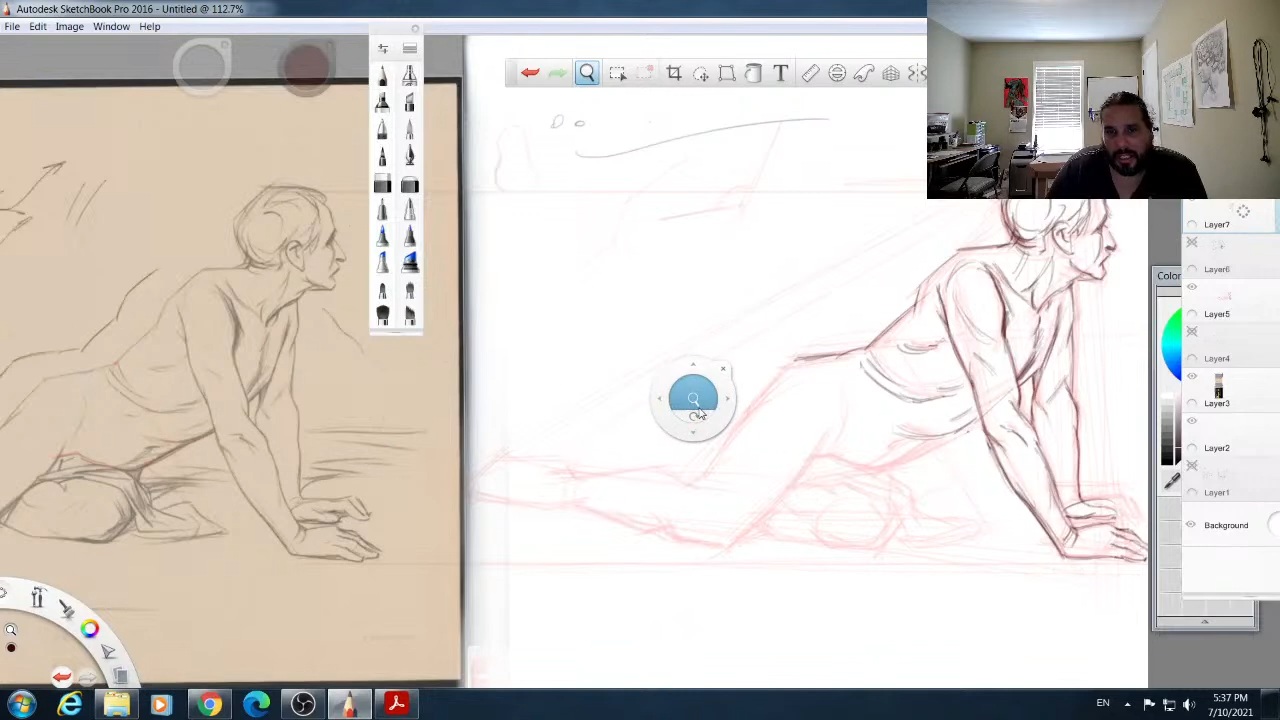 Autodesk SketchBook Pro 2016 - Untitled @ 112.7%
File Edit Image Window Help
Layer7
Layer6
Layer5
Layer4
Layer3
Layer2
Layer1
Background
Color
EN
5:37 PM
7/10/2021